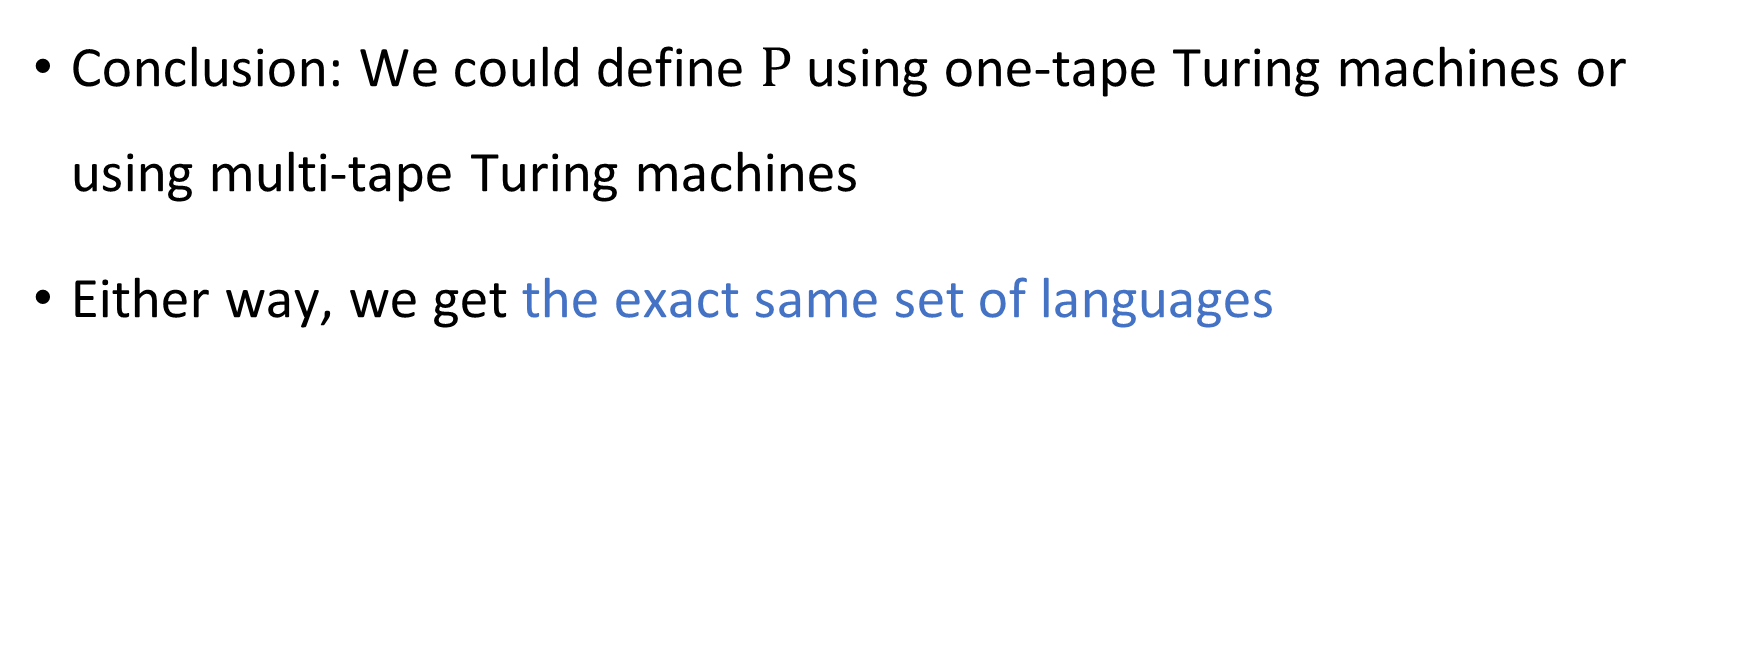 • Conclusion: We could define P using one-tape Turing machines or
using multi-tape Turing machines
• Either way, we get the exact same set of languages